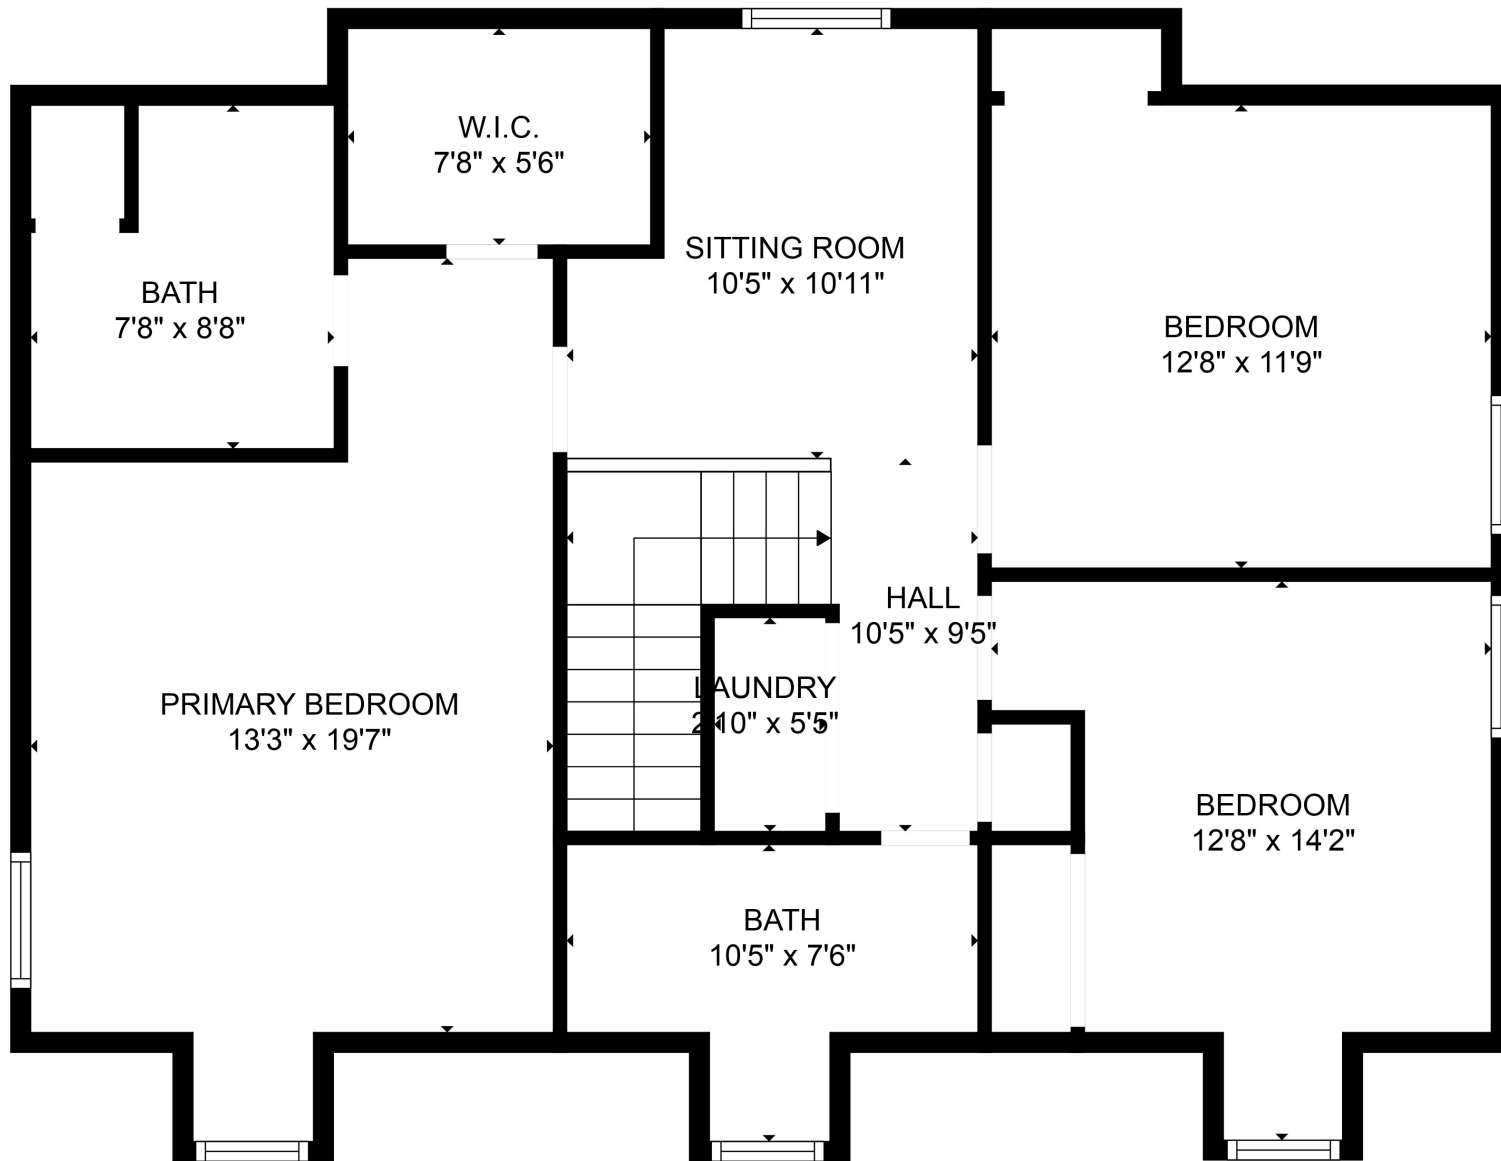 W.I.C.
7'8" x 5'6"
SITTING ROOM
10'5" x 10'11"
BATH
7'8" x 8'8"
BEDROOM
12'8" x 11'9"
HALL
10'5" x 9'5"
LAUNDRY
2'10" x 5'5"
PRIMARY BEDROOM
13'3" x 19'7"
BEDROOM
12'8" x 14'2"
BATH
10'5" x 7'6"